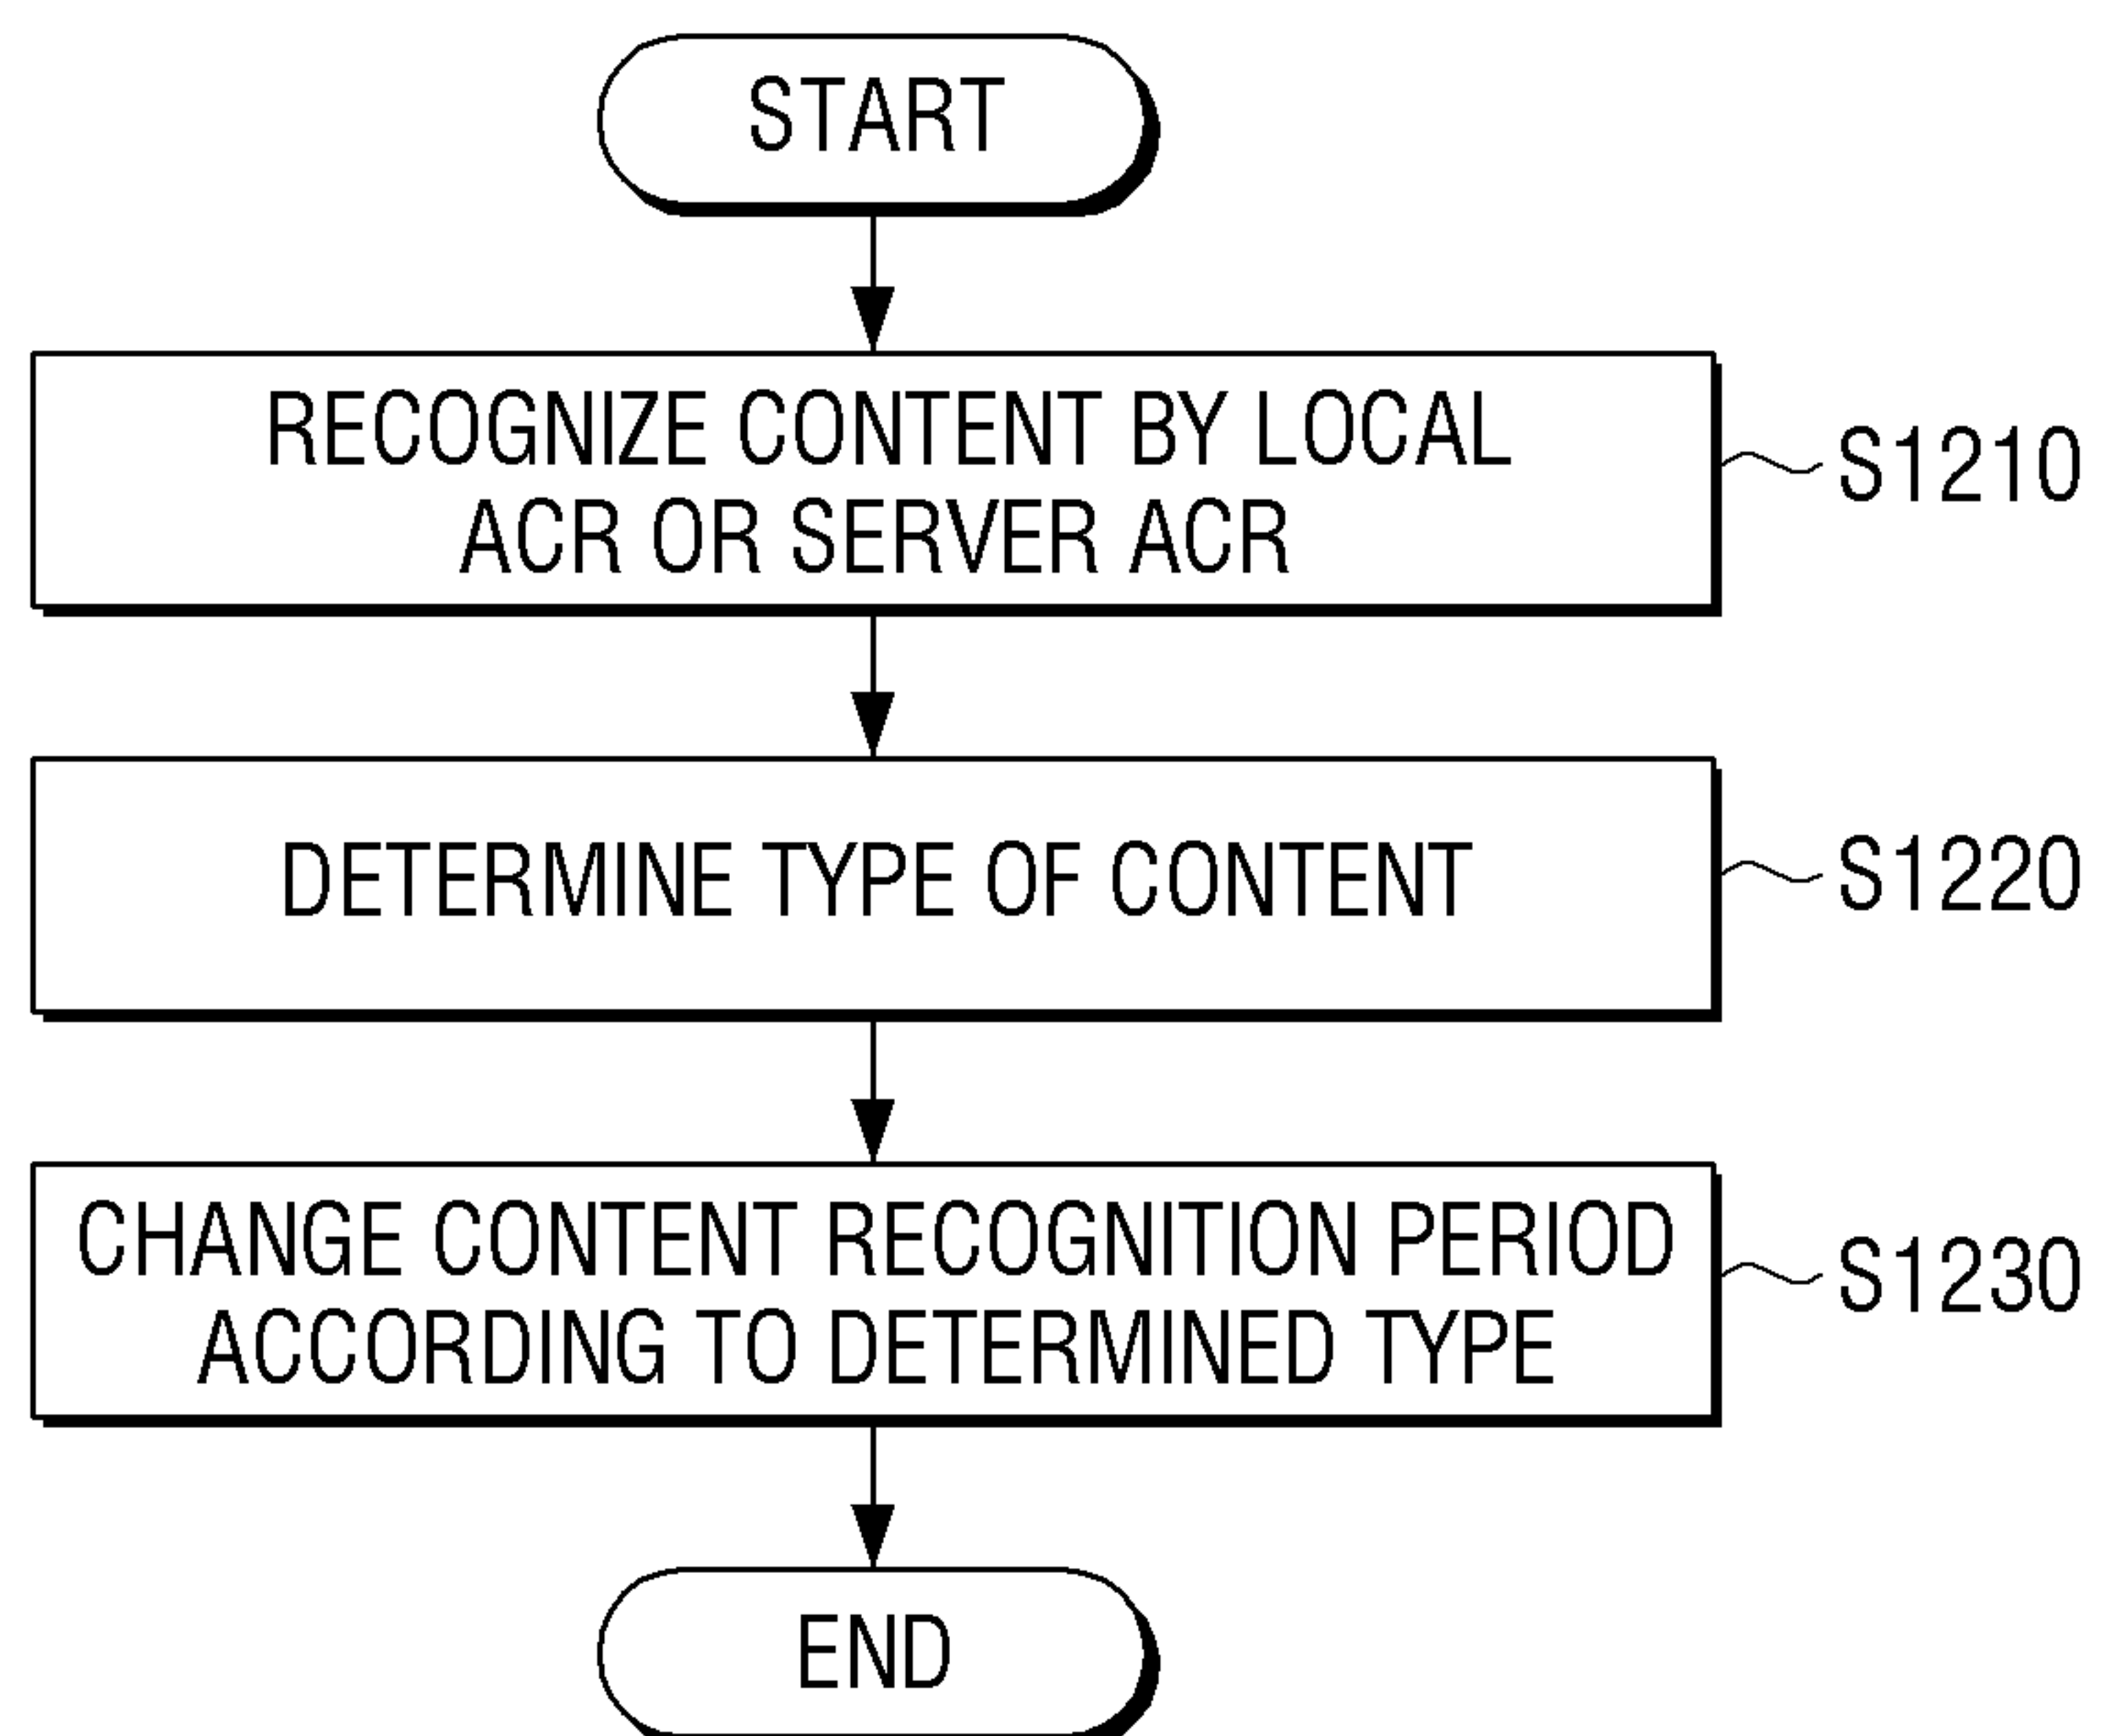 START
RECOGNIZE CONTENT BY LOCAL
ACR OR SERVER ACR
S1210
DETERMINE TYPE OF CONTENT
S1220
CHANGE CONTENT RECOGNITION PERIOD
ACCORDING TO DETERMINED TYPE
S1230
END